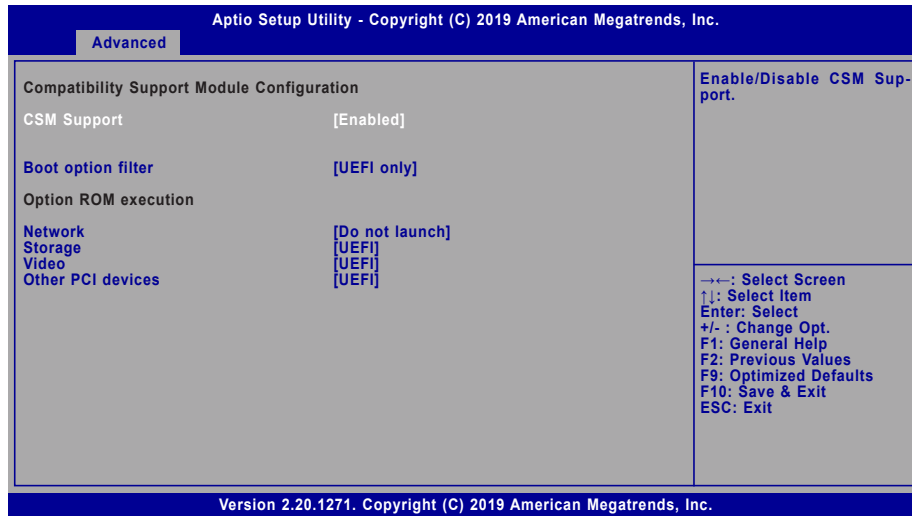 Aptio Setup Utility - Copyright (C) 2019 American Megatrends, Inc.
Advanced
Compatibility Support Module Configuration
CSM Support [Enabled]
Boot option filter [UEFI only]
Option ROM execution
Network [Do not launch]
Storage [UEFI]
Video [UEFI]
Other PCI devices [UEFI]
Enable/Disable CSM Sup-
port.
→←: Select Screen
↑↓: Select Item
Enter: Select
+/- : Change Opt.
F1: General Help
F2: Previous Values
F9: Optimized Defaults
F10: Save & Exit
ESC: Exit
Version 2.20.1271. Copyright (C) 2019 American Megatrends, Inc.